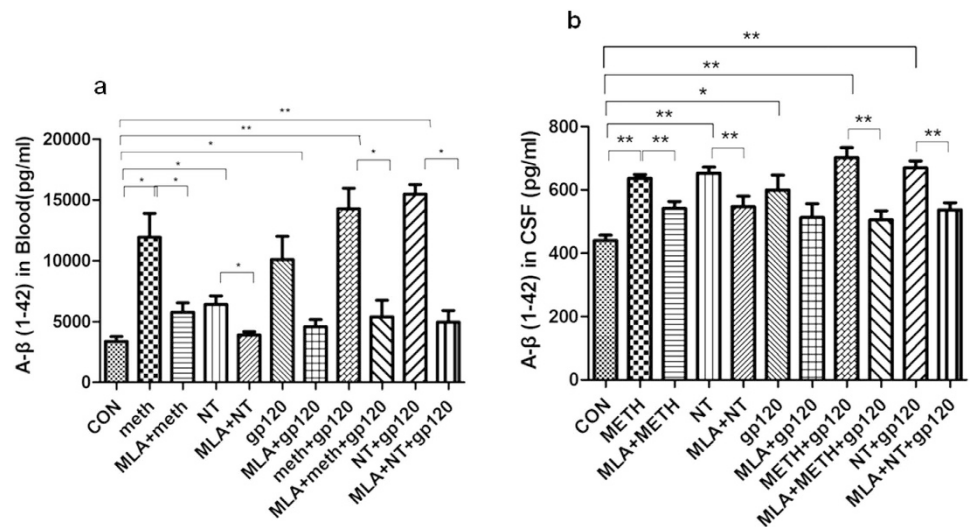 a
A-β (1-42) in Blood(pg/ml)
20000
15000
10000
5000
0
**
**
*
*
* *
*
*
*
CON
meth
MLA+meth
NT
MLA+NT
gp120
MLA+gp120
meth+gp120
MLA+meth+gp120
NT+gp120
MLA+NT+gp120
b
A-β (1-42) in CSF (pg/ml)
800
600
400
200
0
**
**
*
**
** ** ** ** **
CON
METH
MLA+METH
NT
MLA+NT
gp120
MLA+gp120
METH+gp120
MLA+METH+gp120
NT+gp120
MLA+NT+gp120